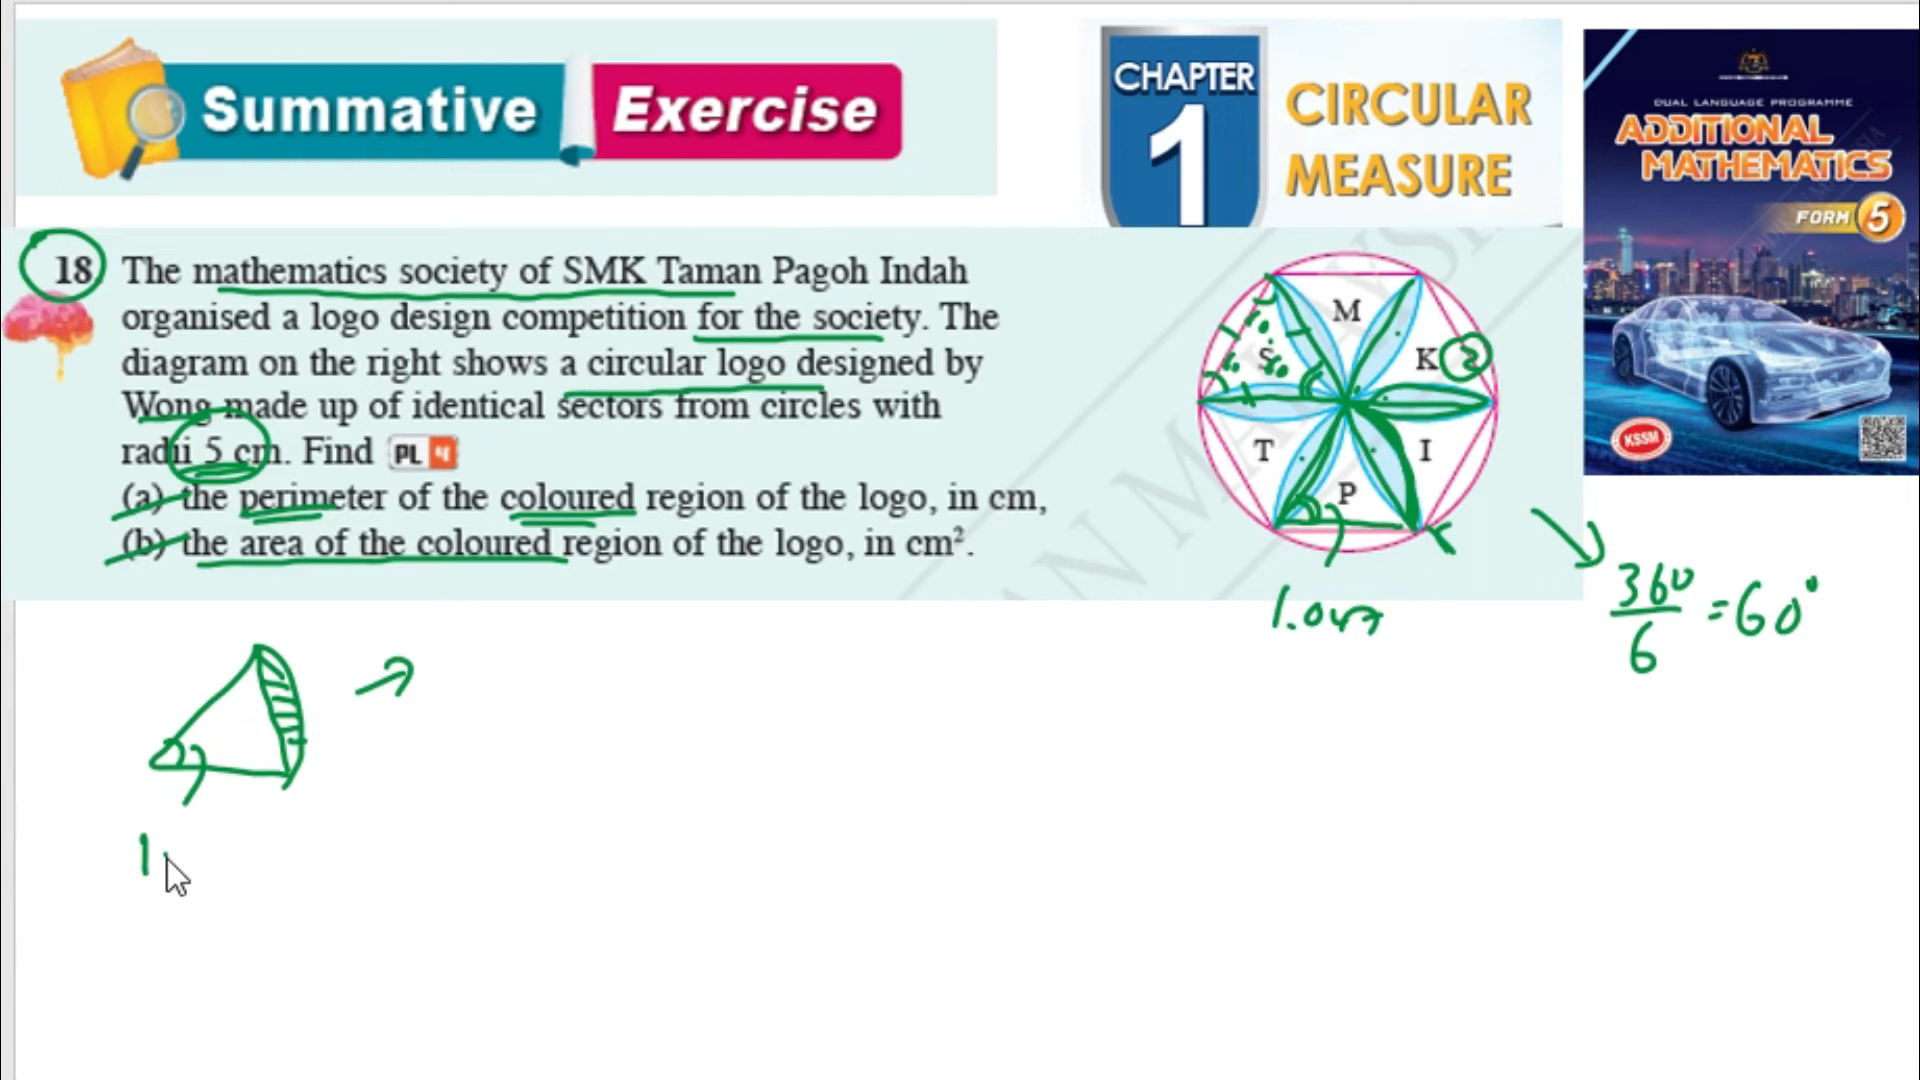 Summative Exercise
CHAPTER
1
CIRCULAR
MEASURE
DUAL LANGUAGE PROGRAMME
ADDITIONAL
MATHEMATICS
FORM 5
KSSM
18 The mathematics society of SMK Taman Pagoh Indah
organised a logo design competition for the society. The
diagram on the right shows a circular logo designed by
Wong made up of identical sectors from circles with
radii 5 cm. Find PL 4
(a) the perimeter of the coloured region of the logo, in cm,
(b) the area of the coloured region of the logo, in cm².
M
S
K 2
T
I
P
1.047
360/6 = 60°
1.